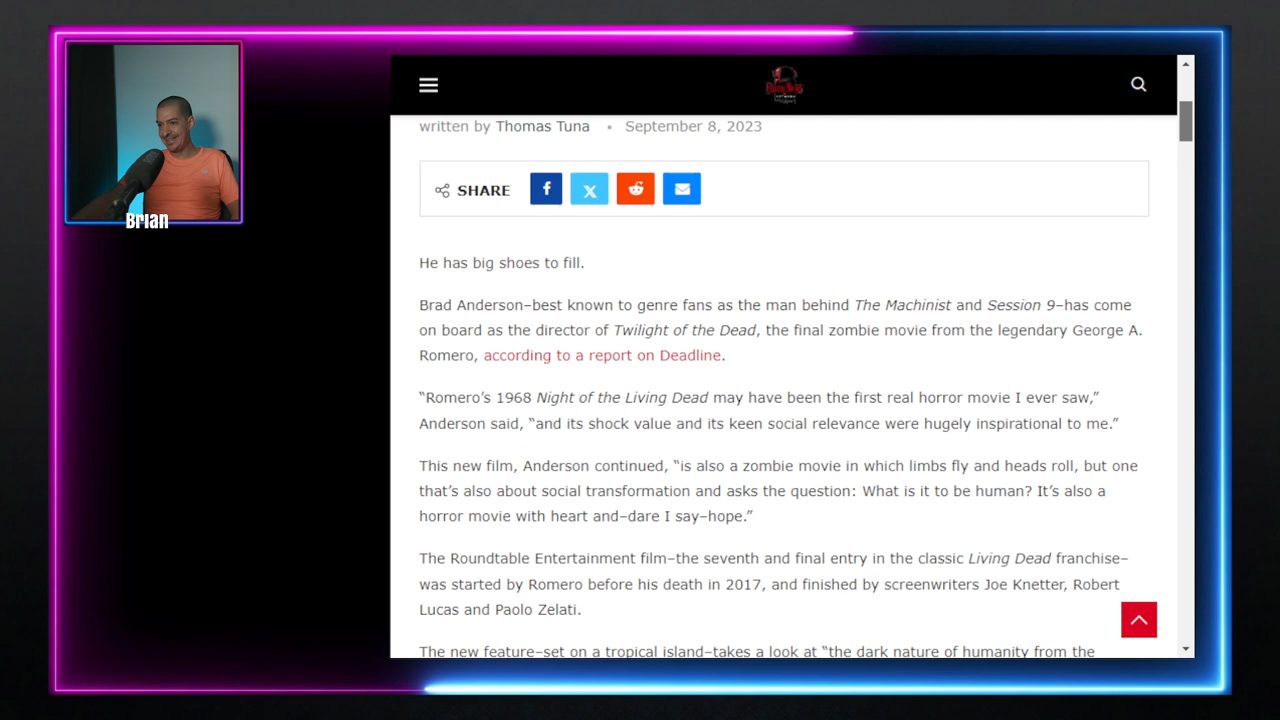 Brian
written by Thomas Tuna • September 8, 2023
SHARE
He has big shoes to fill.
Brad Anderson–best known to genre fans as the man behind The Machinist and Session 9–has come
on board as the director of Twilight of the Dead, the final zombie movie from the legendary George A.
Romero, according to a report on Deadline.
“Romero’s 1968 Night of the Living Dead may have been the first real horror movie I ever saw,”
Anderson said, “and its shock value and its keen social relevance were hugely inspirational to me.”
This new film, Anderson continued, “is also a zombie movie in which limbs fly and heads roll, but one
that’s also about social transformation and asks the question: What is it to be human? It’s also a
horror movie with heart and–dare I say–hope.”
The Roundtable Entertainment film–the seventh and final entry in the classic Living Dead franchise–
was started by Romero before his death in 2017, and finished by screenwriters Joe Knetter, Robert
Lucas and Paolo Zelati.
The new feature–set on a tropical island–takes a look at “the dark nature of humanity from the